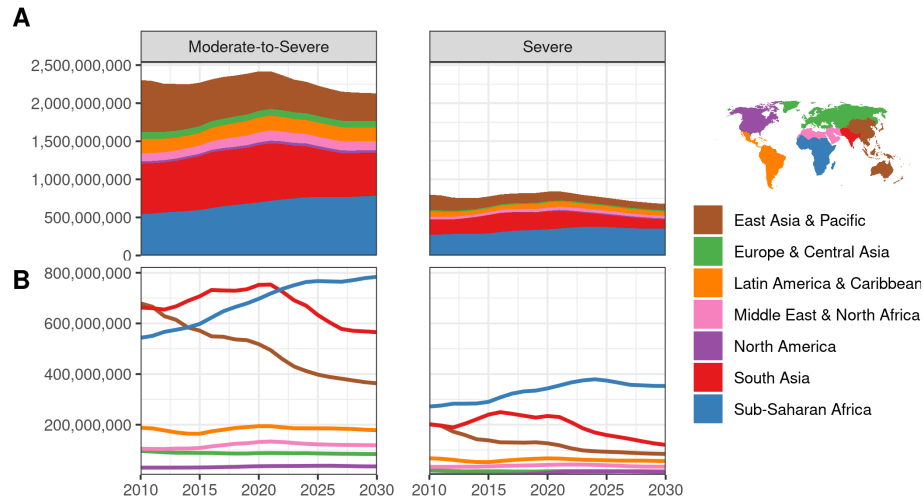 A
Moderate-to-Severe
Severe
2,500,000,000
2,000,000,000
1,500,000,000
1,000,000,000
500,000,000
0
B
800,000,000
600,000,000
400,000,000
200,000,000
2010 2015 2020 2025 2030
2010 2015 2020 2025 2030
East Asia & Pacific
Europe & Central Asia
Latin America & Caribbean
Middle East & North Africa
North America
South Asia
Sub-Saharan Africa